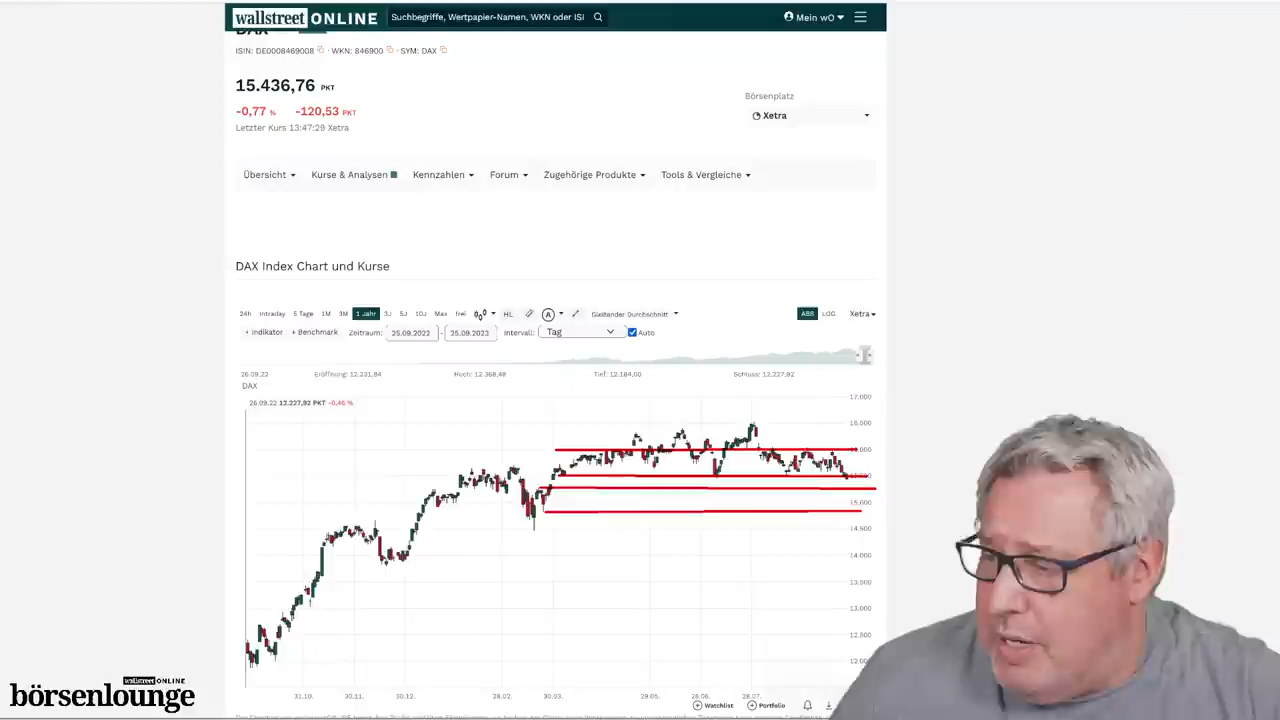 wallstreet ONLINE
Suchbegriffe, Wertpapier-Namen, WKN oder ISI
Mein wO
DAX
ISIN: DE0008469008 · WKN: 846900 · SYM: DAX
15.436,76 PKT
-0,77 % -120,53 PKT
Letzter Kurs 13:47:29 Xetra
Börsenplatz
Xetra
Übersicht Kurse & Analysen Kennzahlen Forum Zugehörige Produkte Tools & Vergleiche
DAX Index Chart und Kurse
24h Intraday 5 Tage 1M 3M 1 Jahr 3J 5J 10J Max frei HL A Gleitender Durchschnitt ABS LOG Xetra
+ Indikator + Benchmark Zeitraum: 25.09.2022 - 25.09.2023 Intervall: Tag Auto
26.09.22 Eröffnung: 12.231,84 Hoch: 12.368,49 Tief: 12.184,00 Schluss: 12.227,92
DAX
26.09.22 12.227,92 PKT -0,46 %
17.000
16.500
15.000
14.500
14.000
13.500
13.000
12.500
12.000
31.10. 30.11. 30.12. 28.02. 30.03. 29.05. 28.06. 28.07.
Watchlist Portfolio
wallstreet ONLINE
börsenlounge